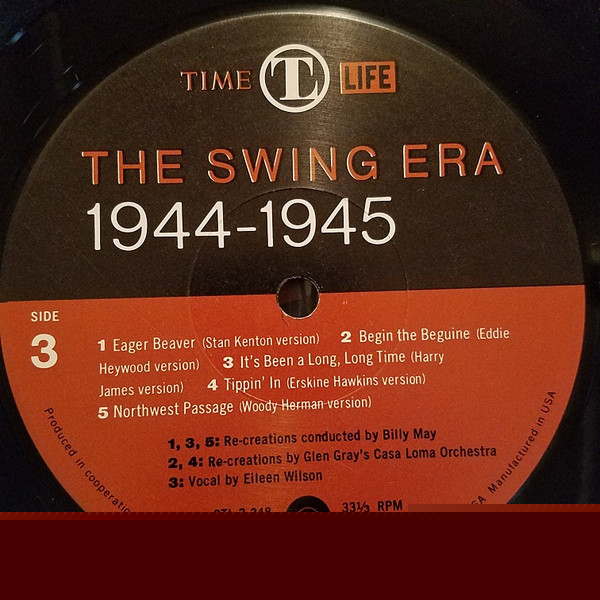 TIME TL LIFE
THE SWING ERA
1944-1945
SIDE
3
1 Eager Beaver (Stan Kenton version) 2 Begin the Beguine (Eddie
Heywood version) 3 It's Been a Long, Long Time (Harry
James version) 4 Tippin' In (Erskine Hawkins version)
5 Northwest Passage (Woody Herman version)
1, 3, 5: Re-creations conducted by Billy May
2, 4: Re-creations by Glen Gray's Casa Loma Orchestra
3: Vocal by Eileen Wilson
33⅓ RPM
Produced in
Manufactured in USA